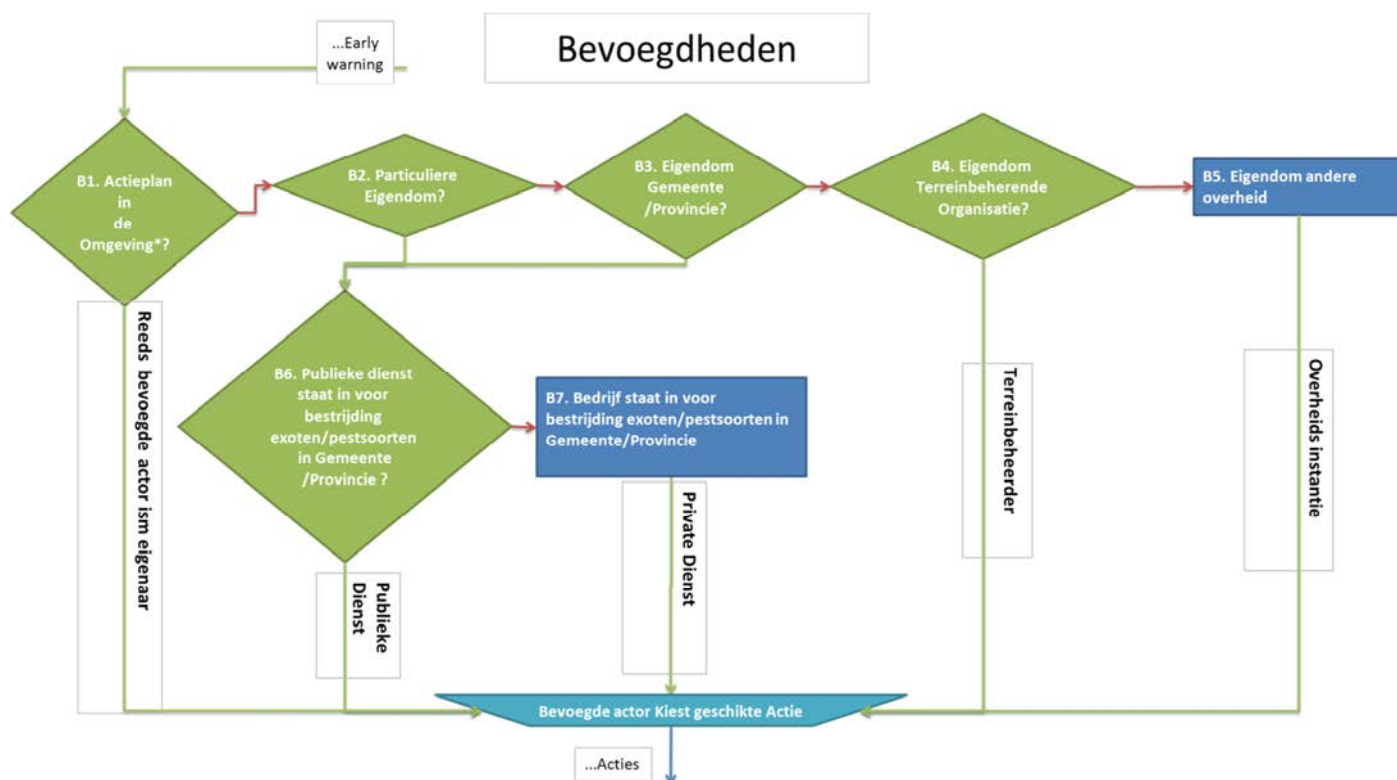 ...Early
warning
Bevoegdheden
B1. Actieplan
in
de
Omgeving*?
B2. Particuliere
Eigendom?
B3. Eigendom
Gemeente
/Provincie?
B4. Eigendom
Terreinbeherende
Organisatie?
B5. Eigendom andere
overheid
Reeds bevoegde actor ism eigenaar
B6. Publieke dienst
staat in voor
bestrijding
exoten/pestsoorten
in Gemeente
/Provincie ?
B7. Bedrijf staat in voor
bestrijding exoten/pestsoorten in
Gemeente/Provincie
Publieke
Dienst
Private Dienst
Terreinbeheerder
Overheids instantie
Bevoegde actor Kiest geschikte Actie
...Acties